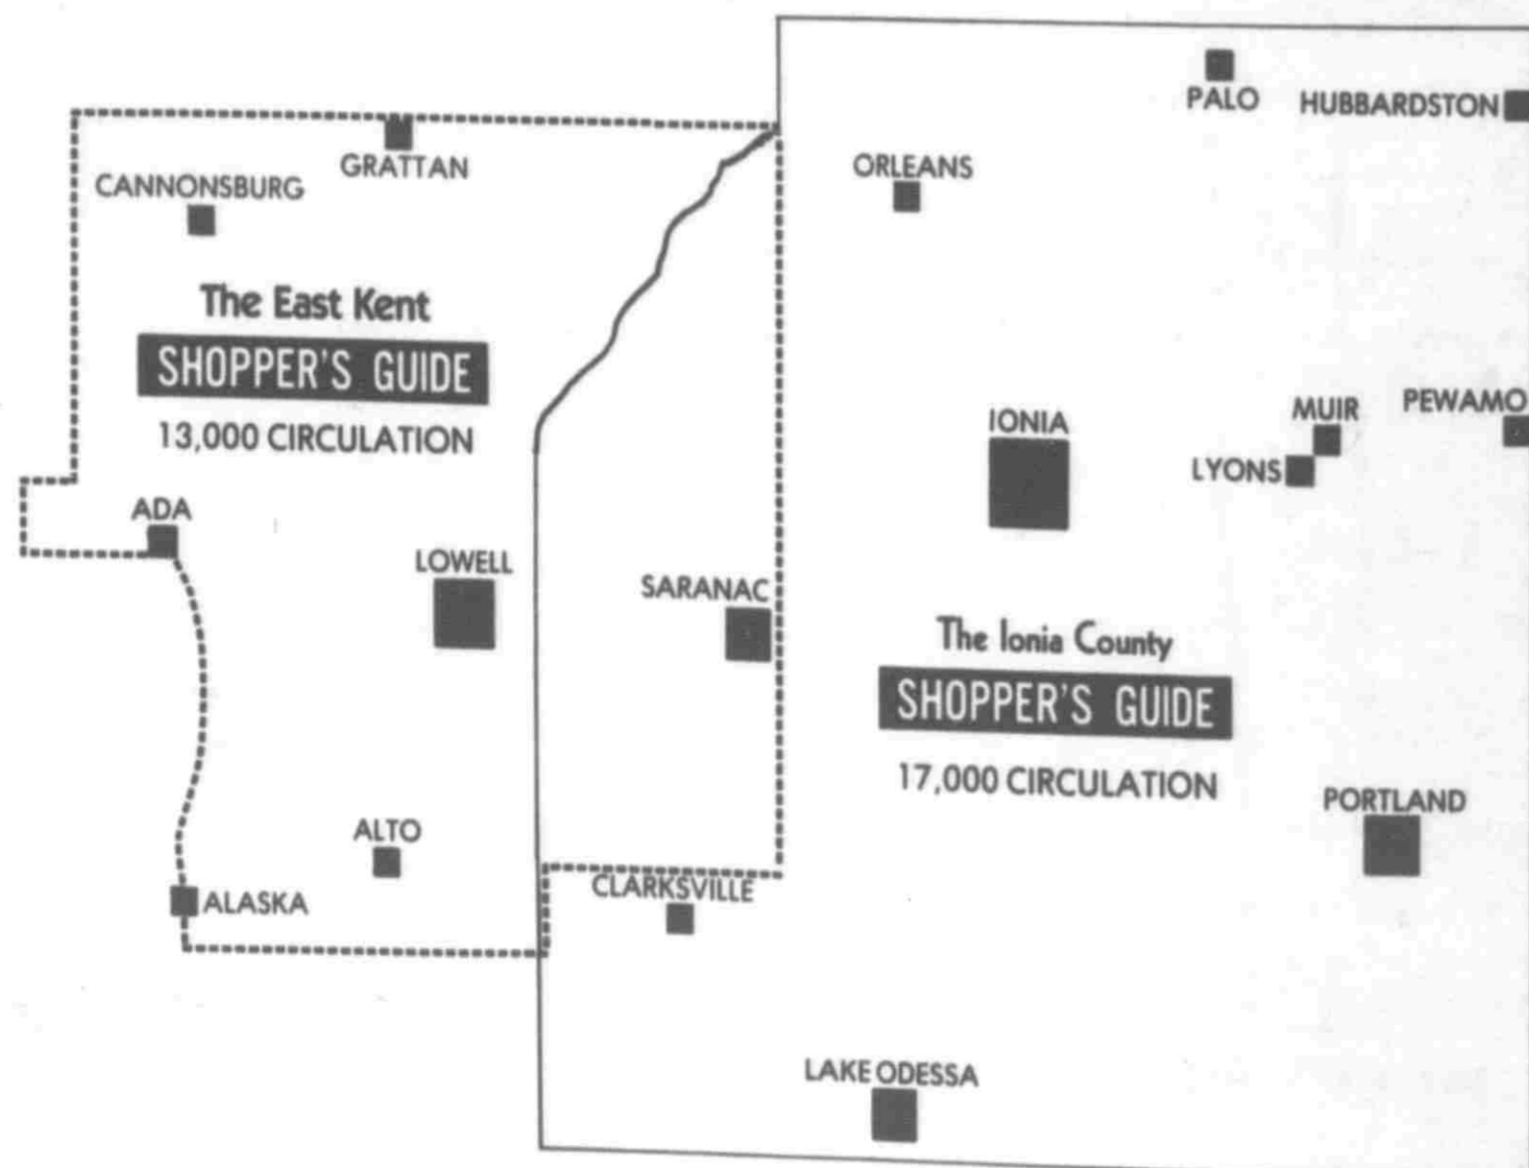 PALO
HUBBARDSTON
GRATTAN
ORLEANS
CANNONSBURG
The East Kent
SHOPPER'S GUIDE
13,000 CIRCULATION
IONIA
MUIR
PEWAMO
LYONS
ADA
LOWELL
SARANAC
The Ionia County
SHOPPER'S GUIDE
17,000 CIRCULATION
PORTLAND
ALTO
CLARKSVILLE
ALASKA
LAKE ODESSA